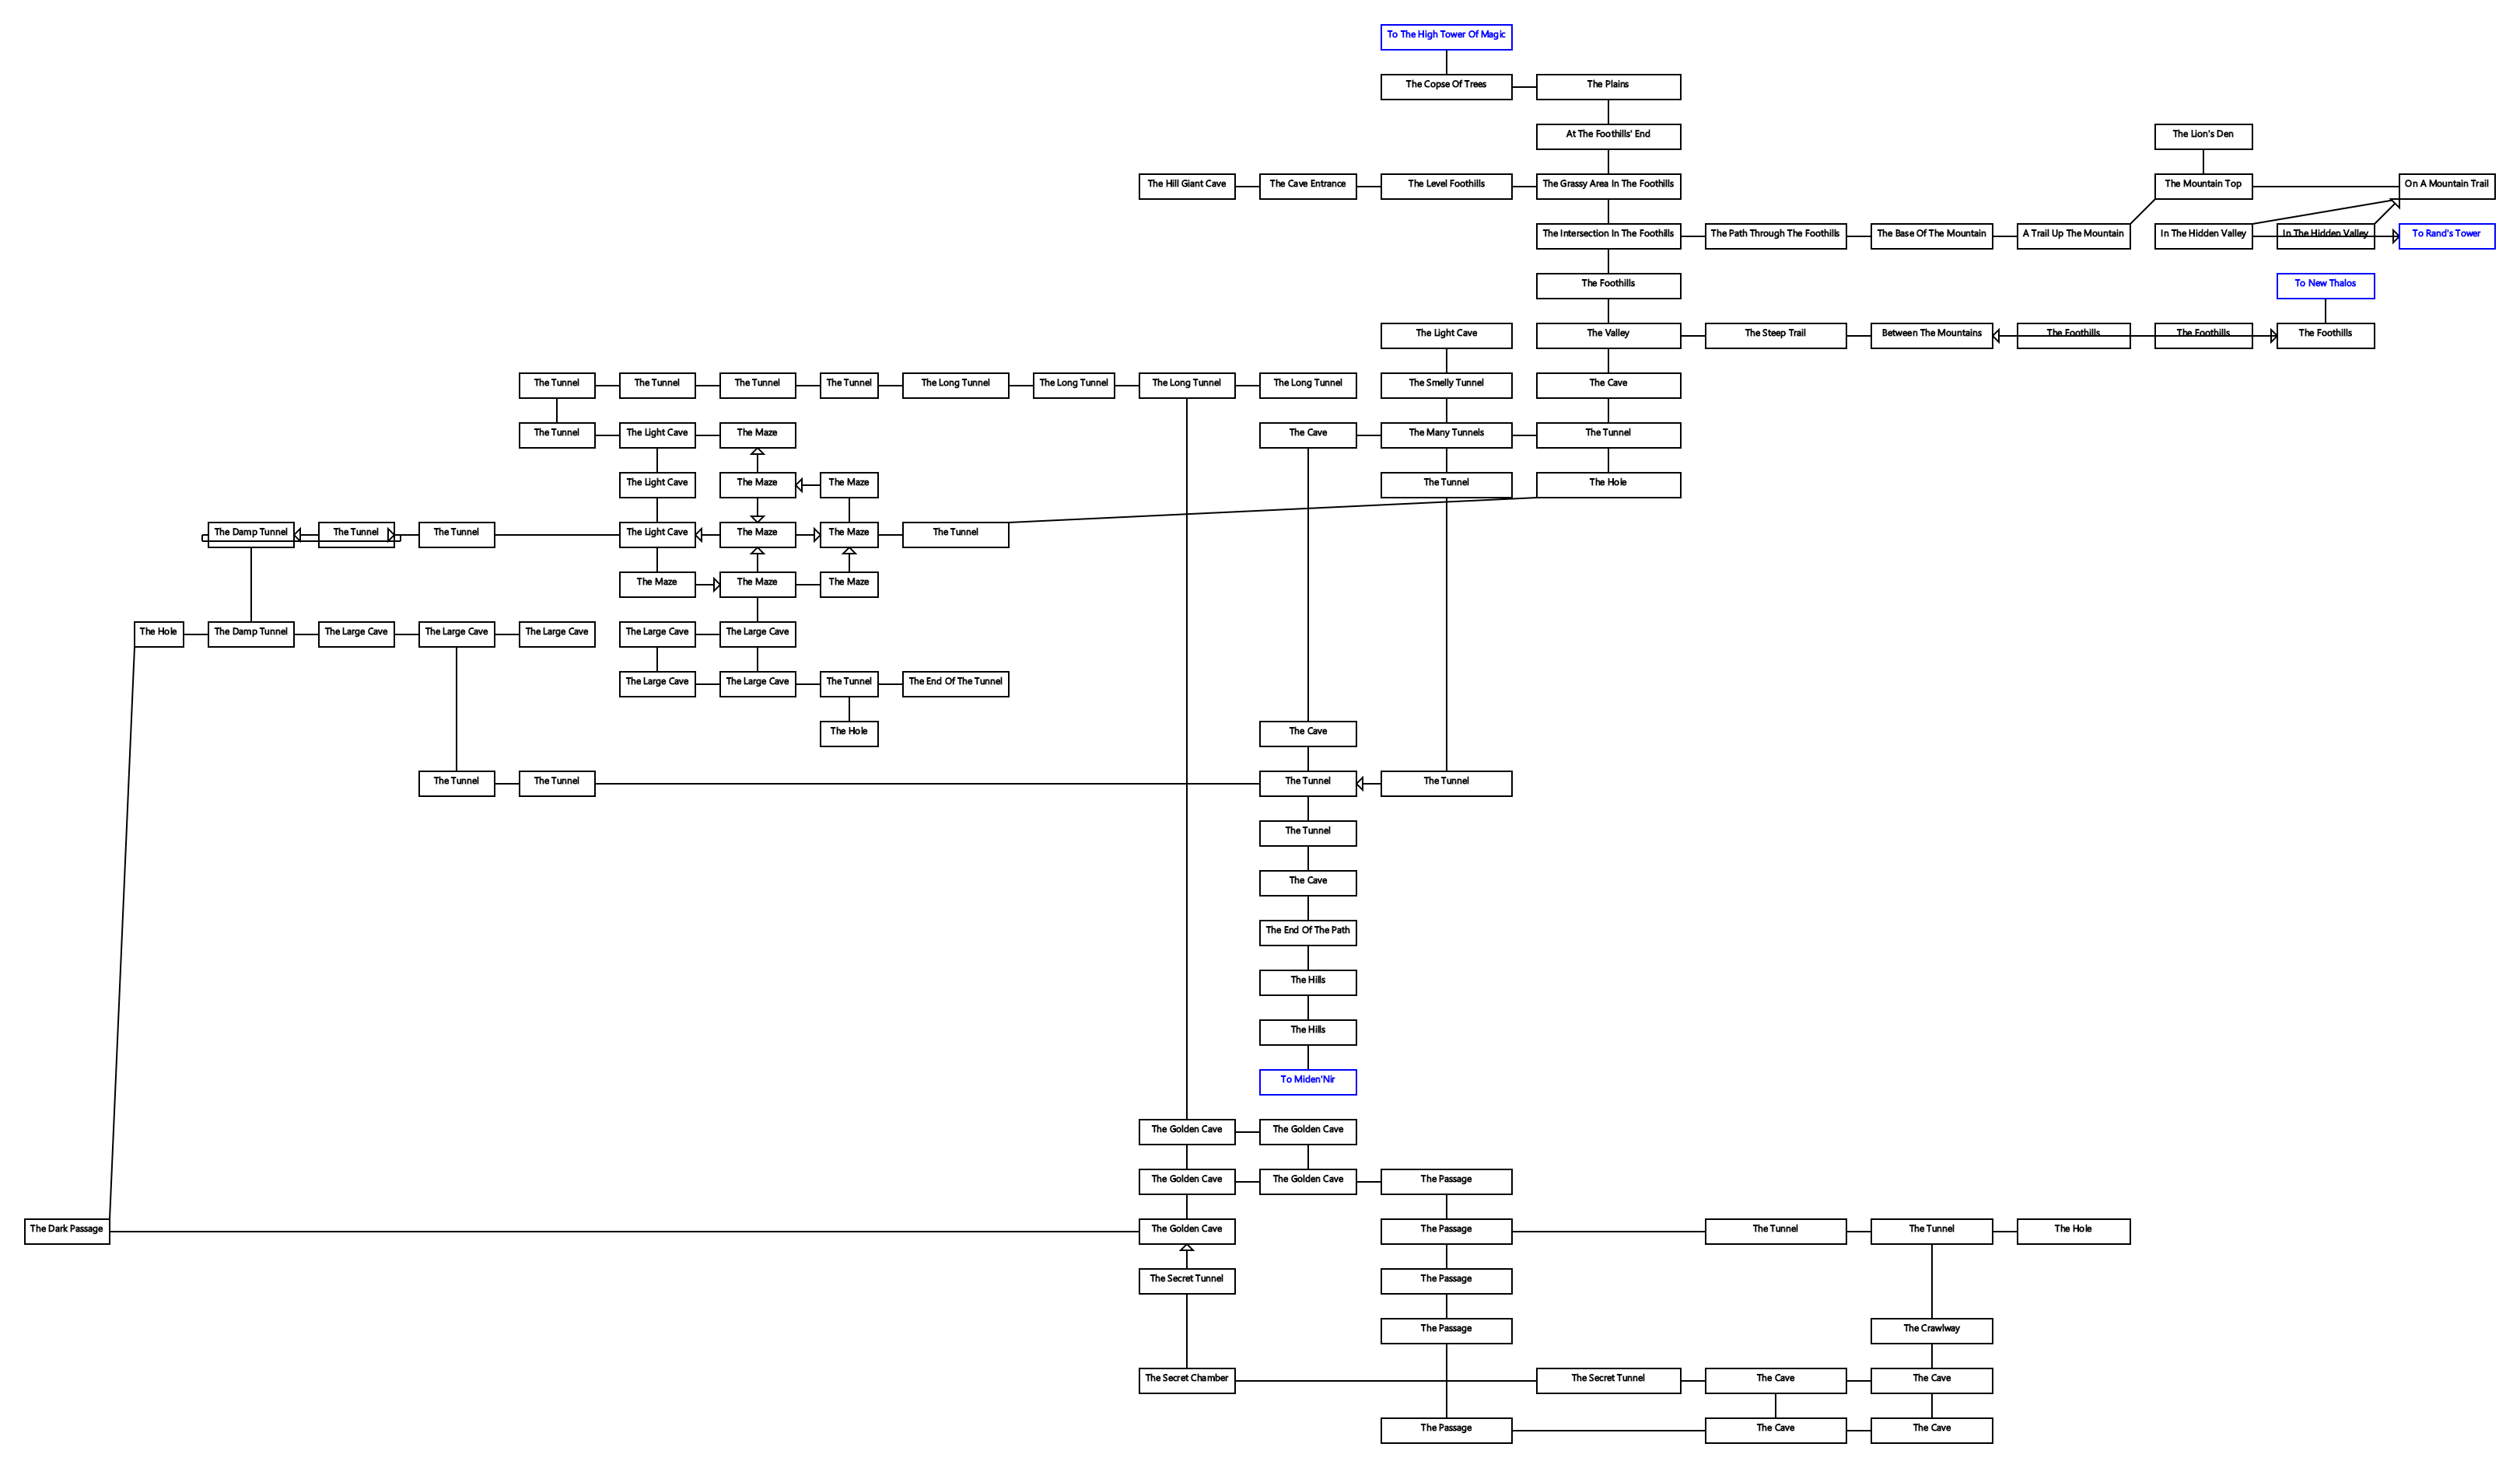 To The High Tower Of Magic
The Copse Of Trees
The Plains
At The Foothills' End
The Lion's Den
The Hill Giant Cave
The Cave Entrance
The Level Foothills
The Grassy Area In The Foothills
The Mountain Top
On A Mountain Trail
The Intersection In The Foothills
The Path Through The Foothills
The Base Of The Mountain
A Trail Up The Mountain
In The Hidden Valley
In The Hidden Valley
To Rand's Tower
The Foothills
To New Thalos
The Light Cave
The Valley
The Steep Trail
Between The Mountains
The Foothills
The Foothills
The Foothills
The Tunnel
The Tunnel
The Tunnel
The Tunnel
The Long Tunnel
The Long Tunnel
The Long Tunnel
The Long Tunnel
The Smelly Tunnel
The Cave
The Tunnel
The Light Cave
The Maze
The Cave
The Many Tunnels
The Tunnel
The Light Cave
The Maze
The Maze
The Tunnel
The Hole
The Damp Tunnel
The Tunnel
The Tunnel
The Light Cave
The Maze
The Maze
The Tunnel
The Maze
The Maze
The Maze
The Hole
The Damp Tunnel
The Large Cave
The Large Cave
The Large Cave
The Large Cave
The Large Cave
The Large Cave
The Large Cave
The Tunnel
The End Of The Tunnel
The Hole
The Cave
The Tunnel
The Tunnel
The Tunnel
The Tunnel
The Tunnel
The Cave
The End Of The Path
The Hills
The Hills
To Miden'Nir
The Golden Cave
The Golden Cave
The Golden Cave
The Golden Cave
The Passage
The Dark Passage
The Golden Cave
The Passage
The Tunnel
The Tunnel
The Hole
The Secret Tunnel
The Passage
The Passage
The Crawlway
The Secret Chamber
The Secret Tunnel
The Cave
The Cave
The Passage
The Cave
The Cave